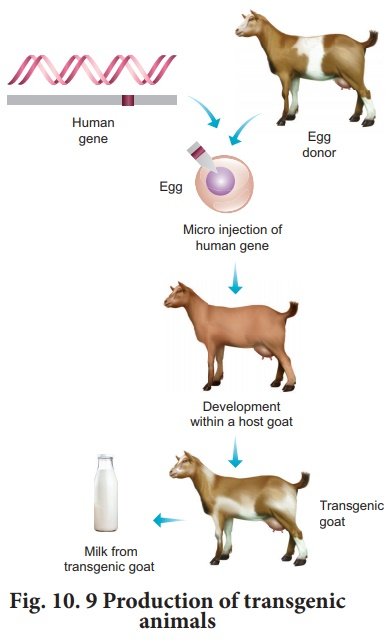 Human
gene
Egg
donor
Egg
Micro injection of
human gene
Development
within a host goat
Transgenic
goat
Milk from
transgenic goat
Fig. 10. 9 Production of transgenic
animals